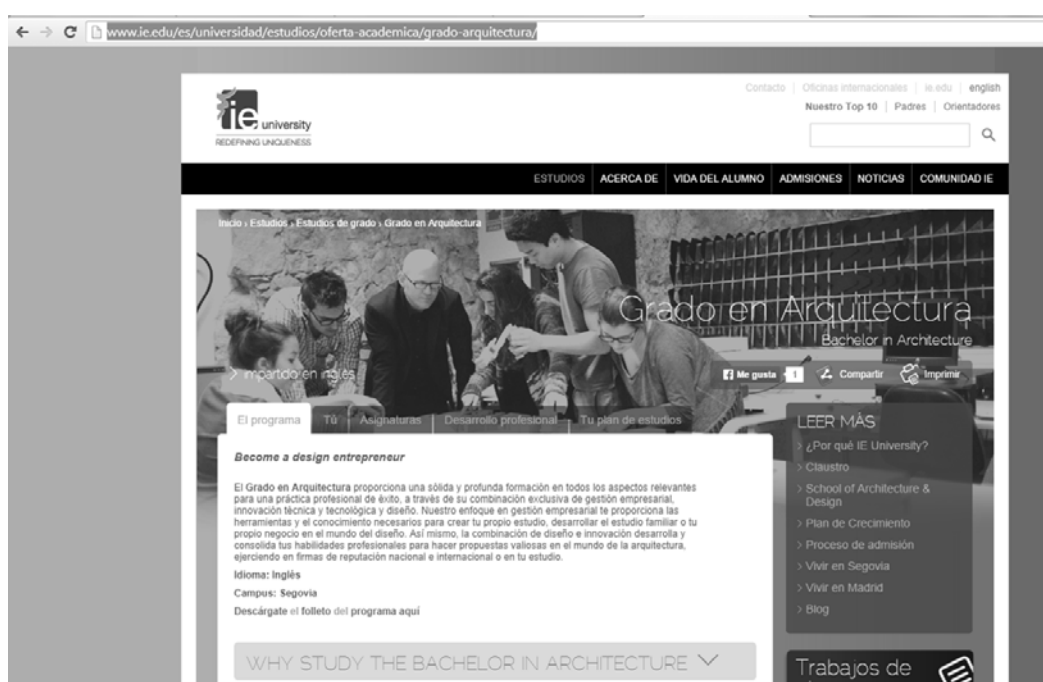 www.ie.edu/es/universidad/estudios/oferta-academica/grado-arquitectura/
Contacto | Oficinas internacionales | ie.edu | english
Nuestro Top 10 | Padres | Orientadores
ie university
REDEFINING UNIQUENESS
ESTUDIOS | ACERCA DE | VIDA DEL ALUMNO | ADMISIONES | NOTICIAS | COMUNIDAD IE
Inicio › Estudios › Estudios de grado › Grado en Arquitectura
Grado en Arquitectura
Bachelor in Architecture
> Impartido en inglés
Me gusta 1 Compartir Imprimir
El programa | Tú | Asignaturas | Desarrollo profesional | Tu plan de estudios
Become a design entrepreneur
El Grado en Arquitectura proporciona una sólida y profunda formación en todos los aspectos relevantes
para una práctica profesional de éxito, a través de su combinación exclusiva de gestión empresarial,
innovación técnica y tecnológica y diseño. Nuestro enfoque en gestión empresarial te proporciona las
herramientas y el conocimiento necesarios para crear tu propio estudio, desarrollar el estudio familiar o tu
propio negocio en el mundo del diseño. Así mismo, la combinación de diseño e innovación desarrolla y
consolida tus habilidades profesionales para hacer propuestas valiosas en el mundo de la arquitectura,
ejerciendo en firmas de reputación nacional e internacional o en tu estudio.
Idioma: Inglés
Campus: Segovia
Descárgate el folleto del programa aquí
WHY STUDY THE BACHELOR IN ARCHITECTURE
LEER MÁS
> ¿Por qué IE University?
> Claustro
> School of Architecture &
Design
> Plan de Crecimiento
> Proceso de admisión
> Vivir en Segovia
> Vivir en Madrid
> Blog
Trabajos de